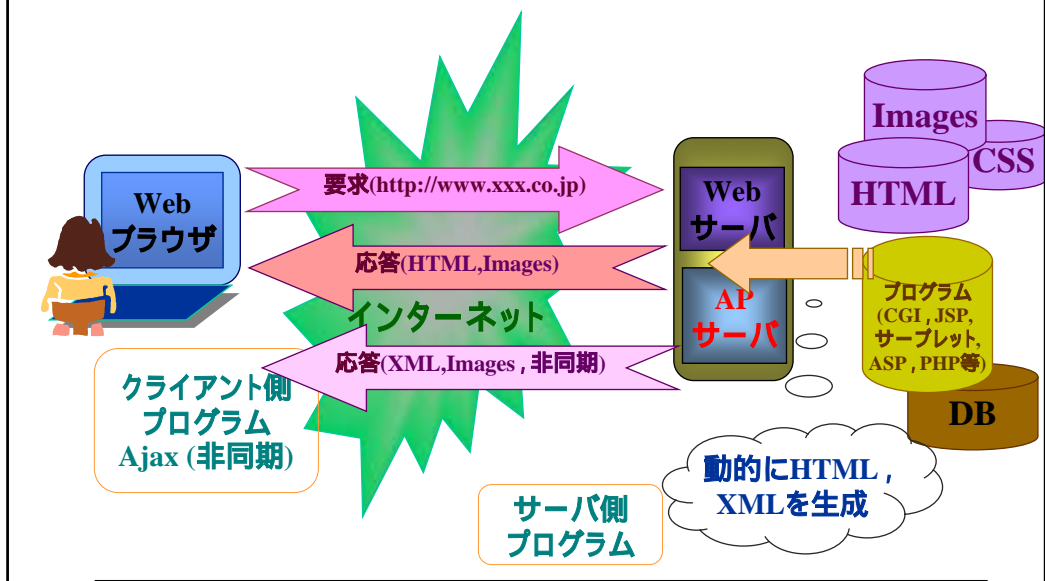 Images
CSS
HTML
要求(http://www.xxx.co.jp)
Web
ブラウザ
Web
サーバ
応答(HTML,Images)
AP
サーバ
インターネット
プログラム
(CGI , JSP,
サーブレット,
ASP , PHP等)
応答(XML,Images , 非同期)
クライアント側
プログラム
Ajax (非同期)
DB
動的にHTML ,
XMLを生成
サーバ側
プログラム